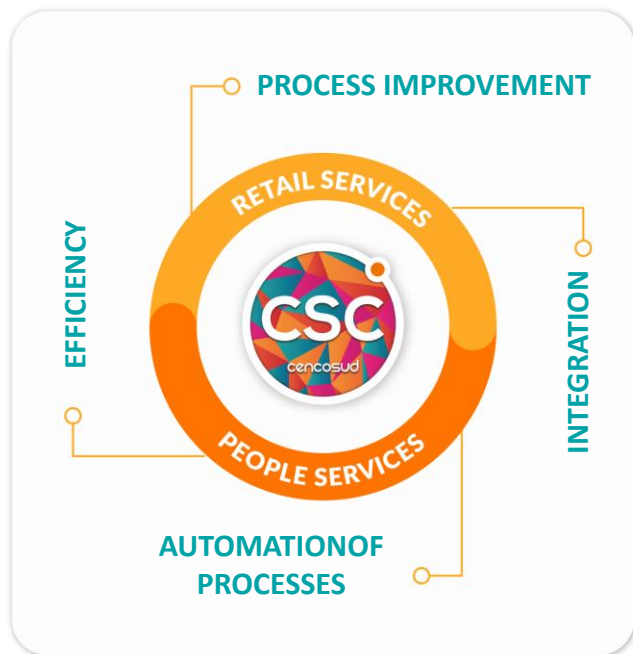 PROCESS IMPROVEMENT
RETAIL SERVICES
EFFICIENCY
CSC
cencosud
INTEGRATION
PEOPLE SERVICES
AUTOMATIONOF
PROCESSES